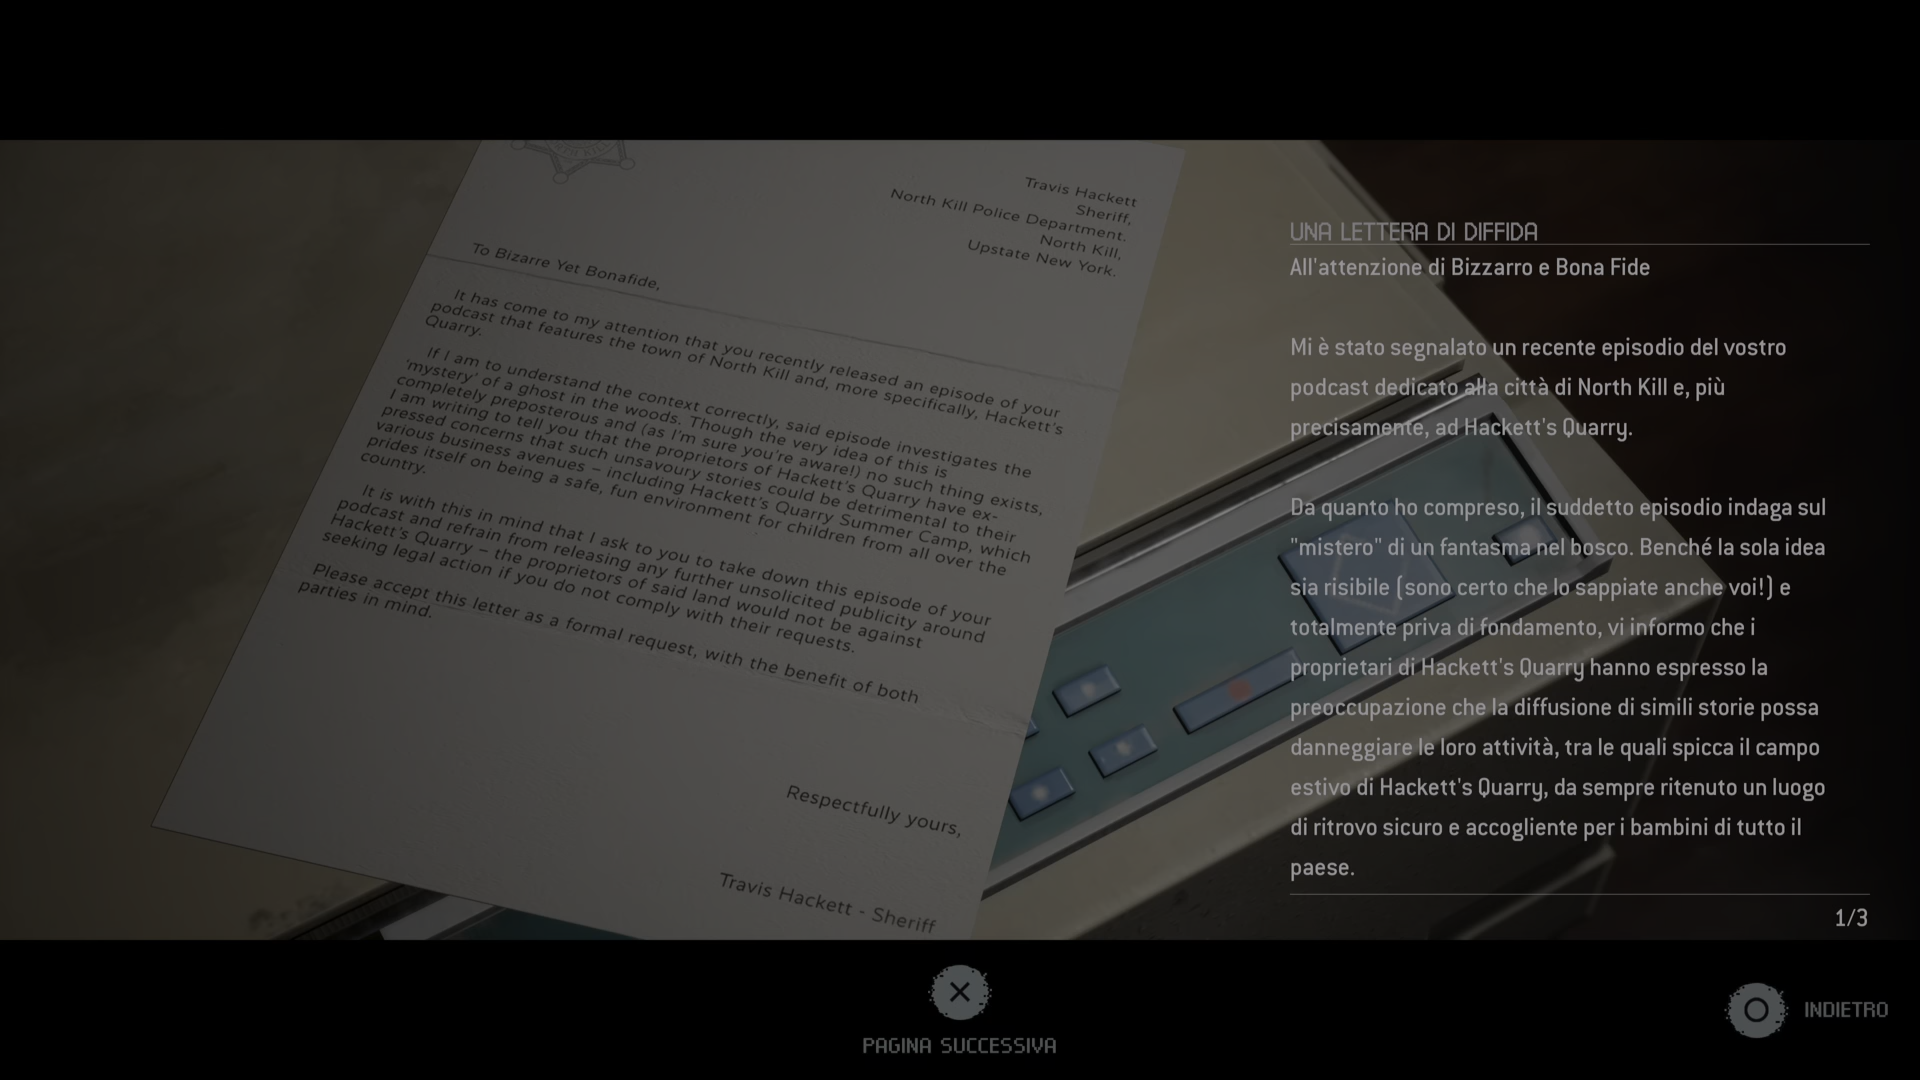 Travis Hackett
Sheriff,
North Kill Police Department.
North Kill,
Upstate New York.
To Bizarre Yet Bonafide,
It has come to my attention that you recently released an episode of your
podcast that features the town of North Kill and, more specifically, Hackett's
Quarry.
If I am to understand the context correctly, said episode investigates the
'mystery' of a ghost in the woods. Though the very idea of this is
completely preposterous and (as I'm sure you're aware!) no such thing exists,
I am writing to tell you that the proprietors of Hackett's Quarry have ex-
pressed concerns that such unsavoury stories could be detrimental to their
various business avenues – including Hackett's Quarry Summer Camp, which
prides itself on being a safe, fun environment for children from all over the
country.
It is with this in mind that I ask to you to take down this episode of your
podcast and refrain from releasing any further unsolicited publicity around
Hackett's Quarry – the proprietors of said land would not be against
seeking legal action if you do not comply with their requests.
Please accept this letter as a formal request, with the benefit of both
parties in mind.
Respectfully yours,
Travis Hackett - Sheriff
UNA LETTERA DI DIFFIDA
All'attenzione di Bizzarro e Bona Fide
Mi è stato segnalato un recente episodio del vostro
podcast dedicato alla città di North Kill e, più
precisamente, ad Hackett's Quarry.
Da quanto ho compreso, il suddetto episodio indaga sul
"mistero" di un fantasma nel bosco. Benché la sola idea
sia risibile (sono certo che lo sappiate anche voi!) e
totalmente priva di fondamento, vi informo che i
proprietari di Hackett's Quarry hanno espresso la
preoccupazione che la diffusione di simili storie possa
danneggiare le loro attività, tra le quali spicca il campo
estivo di Hackett's Quarry, da sempre ritenuto un luogo
di ritrovo sicuro e accogliente per i bambini di tutto il
paese.
1/3
PAGINA SUCCESSIVA
INDIETRO